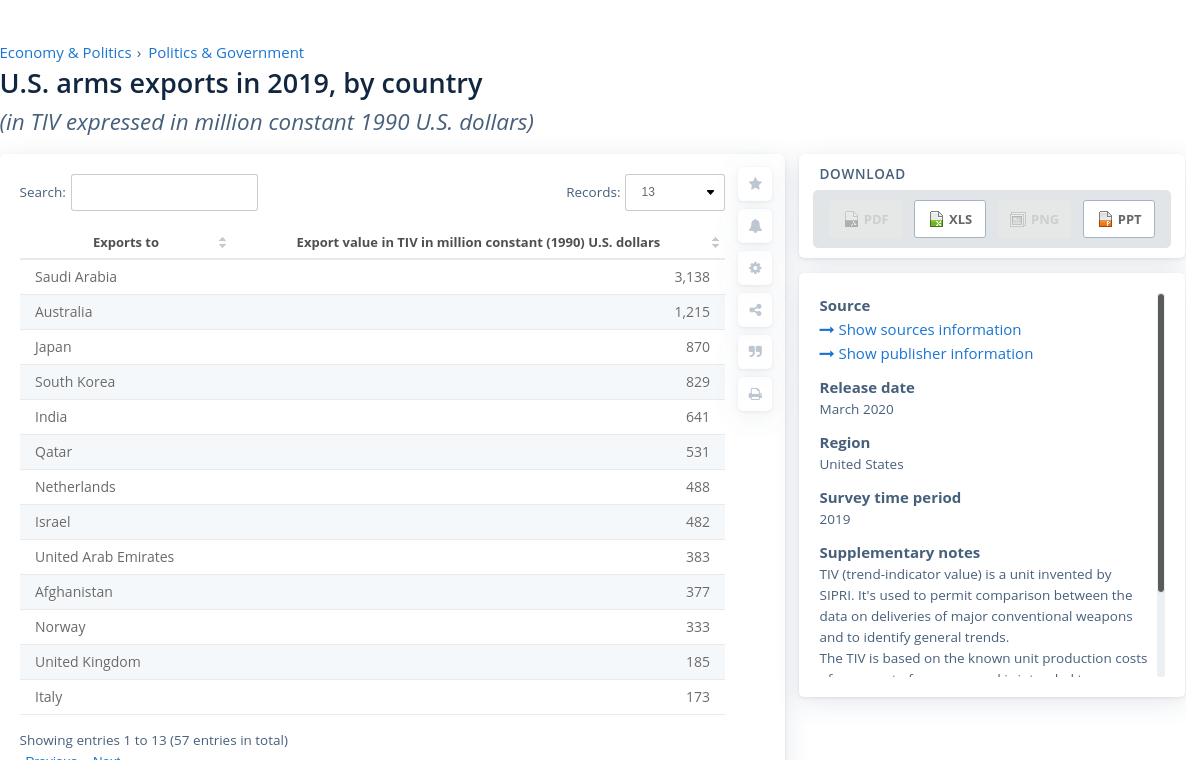 Economy & Politics › Politics & Government
U.S. arms exports in 2019, by country
(in TIV expressed in million constant 1990 U.S. dollars)
Search:
Records: 13
Exports to Export value in TIV in million constant (1990) U.S. dollars
Saudi Arabia 3,138
Australia 1,215
Japan 870
South Korea 829
India 641
Qatar 531
Netherlands 488
Israel 482
United Arab Emirates 383
Afghanistan 377
Norway 333
United Kingdom 185
Italy 173
Showing entries 1 to 13 (57 entries in total)
Previous Next
DOWNLOAD
PDF XLS PNG PPT
Source
Show sources information
Show publisher information
Release date
March 2020
Region
United States
Survey time period
2019
Supplementary notes
TIV (trend-indicator value) is a unit invented by
SIPRI. It's used to permit comparison between the
data on deliveries of major conventional weapons
and to identify general trends.
The TIV is based on the known unit production costs